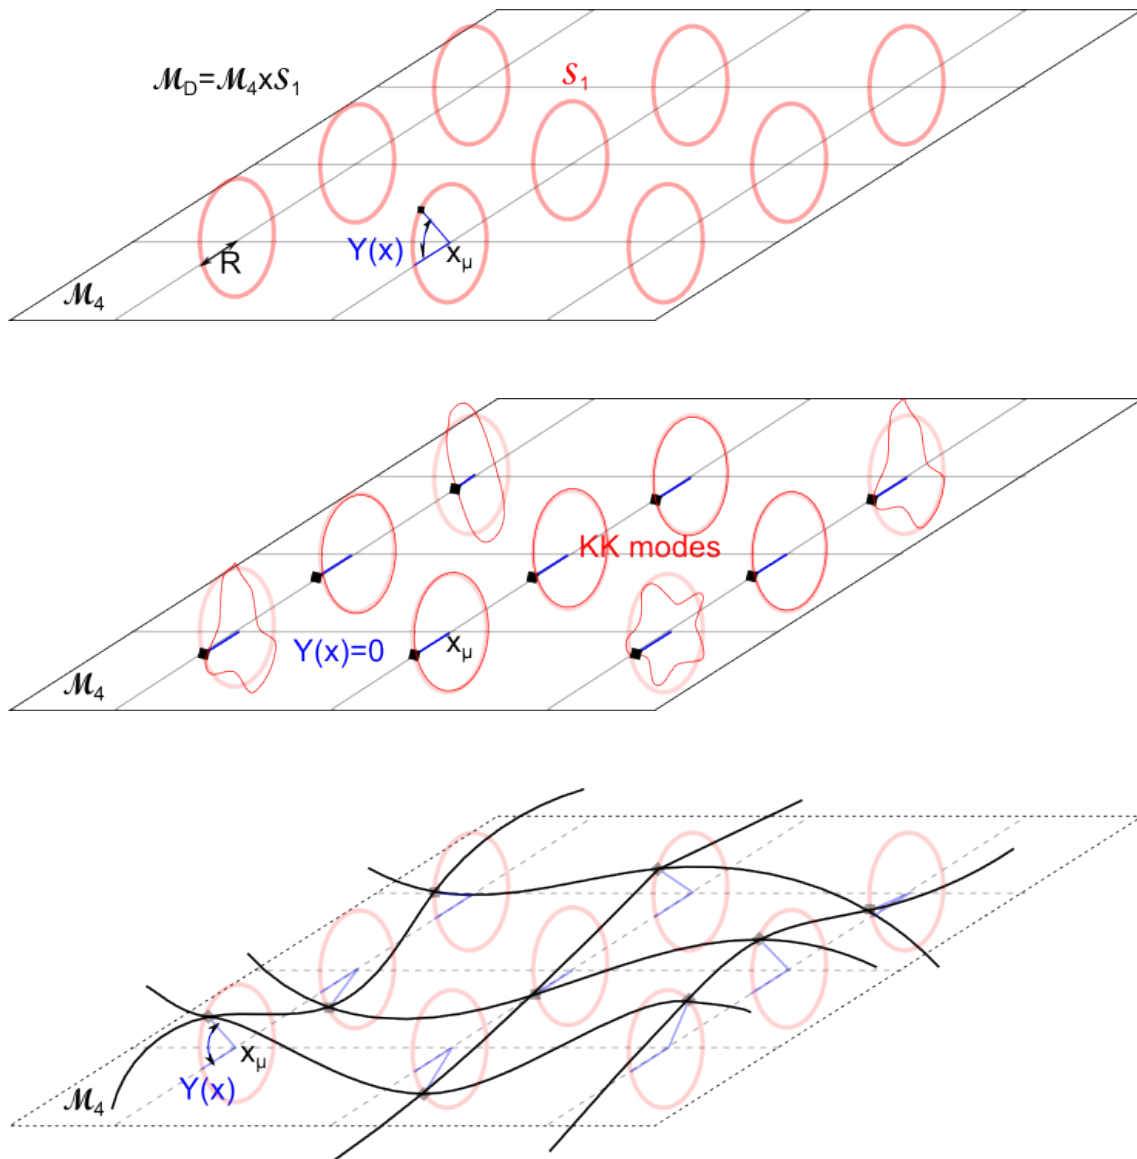 𝓜D=𝓜4xS1
S1
Y(x)
xμ
R
𝓜4
KK modes
Y(x)=0
xμ
𝓜4
xμ
Y(x)
𝓜4